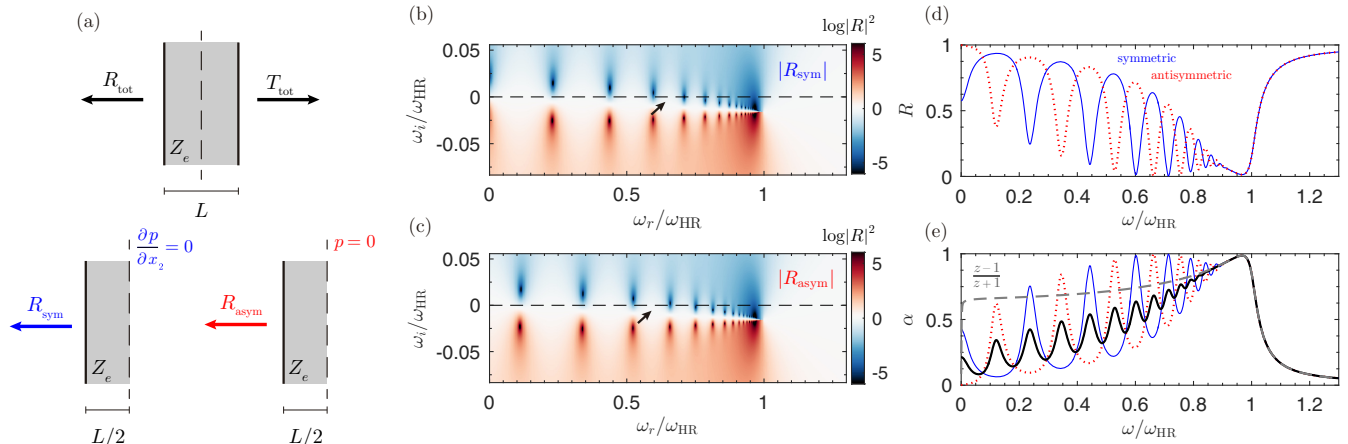 (a)
R_tot
T_tot
Z_e
L
∂p/∂x_2 = 0
p = 0
R_sym
R_asym
Z_e
Z_e
L/2
L/2
(b)
log|R|^2
0.05
0
-0.05
ω_i/ω_HR
|R_sym|
5
0
-5
0
0.5
1
ω_r/ω_HR
(c)
log|R|^2
0.05
0
-0.05
ω_i/ω_HR
|R_asym|
5
0
-5
0
0.5
1
ω_r/ω_HR
(d)
1
0.5
0
R
symmetric
antisymmetric
0
0.2
0.4
0.6
0.8
1
1.2
ω/ω_HR
(e)
1
0.5
0
α
z−1/z+1
0
0.2
0.4
0.6
0.8
1
1.2
ω/ω_HR